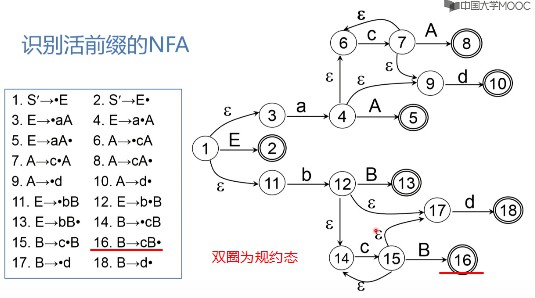 中国大学MOOC
识别活前缀的NFA
1. S′→•E 2. S′→E•
3. E→•aA 4. E→a•A
5. E→aA• 6. A→•cA
7. A→c•A 8. A→cA•
9. A→•d 10. A→d•
11. E→•bB 12. E→b•B
13. E→bB• 14. B→•cB
15. B→c•B 16. B→cB•
17. B→•d 18. B→d•
ε
6 c 7 A 8
ε ε
ε 9 d 10
ε 3 a 4 A 5
1 E 2
ε 11 b 12 B 13
ε 17 d 18
ε ε
14 c 15 B 16
ε
双圈为规约态